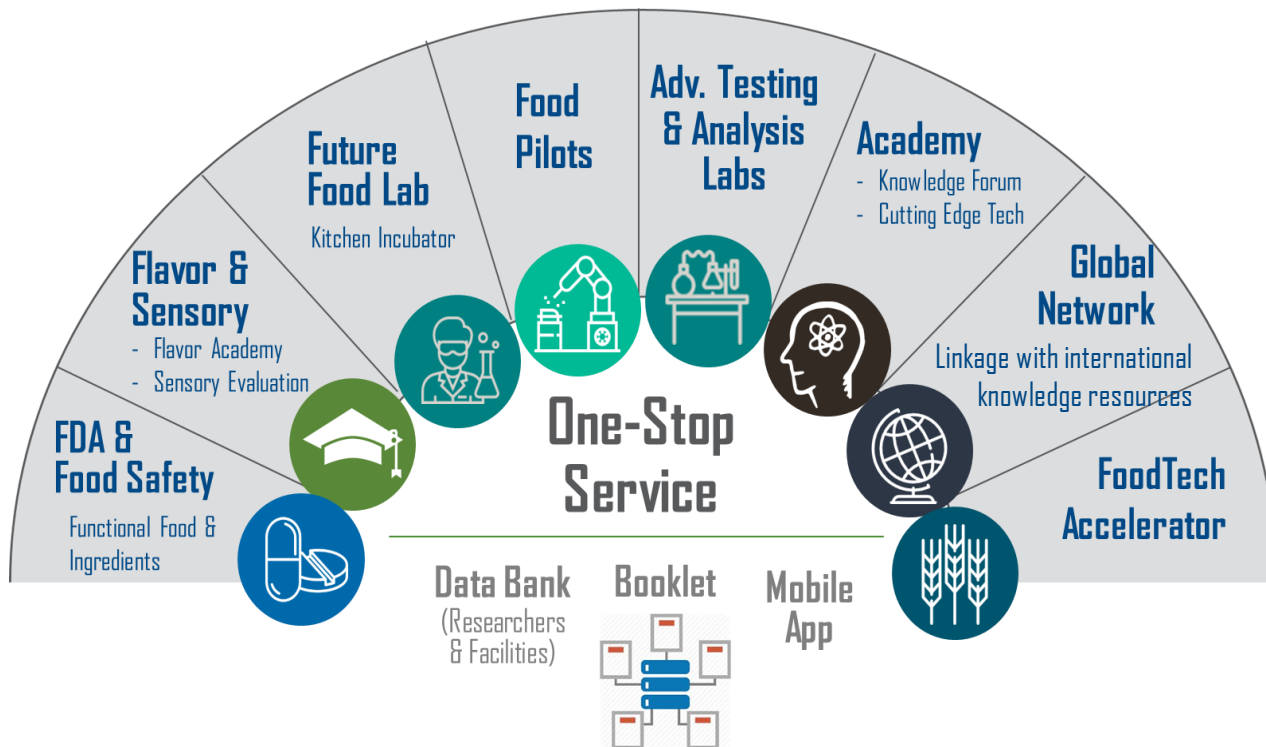 FDA &
Food Safety
Functional Food &
Ingredients
Flavor &
Sensory
- Flavor Academy
- Sensory Evaluation
Future
Food Lab
Kitchen Incubator
Food
Pilots
Adv. Testing
& Analysis
Labs
Academy
- Knowledge Forum
- Cutting Edge Tech
Global
Network
Linkage with international
knowledge resources
FoodTech
Accelerator
One-Stop
Service
Data Bank
(Researchers
& Facilities)
Booklet
Mobile
App